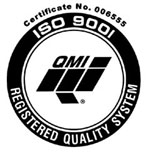 Certificate No. 006555
ISO 9001
QMI
®
REGISTERED QUALITY SYSTEM